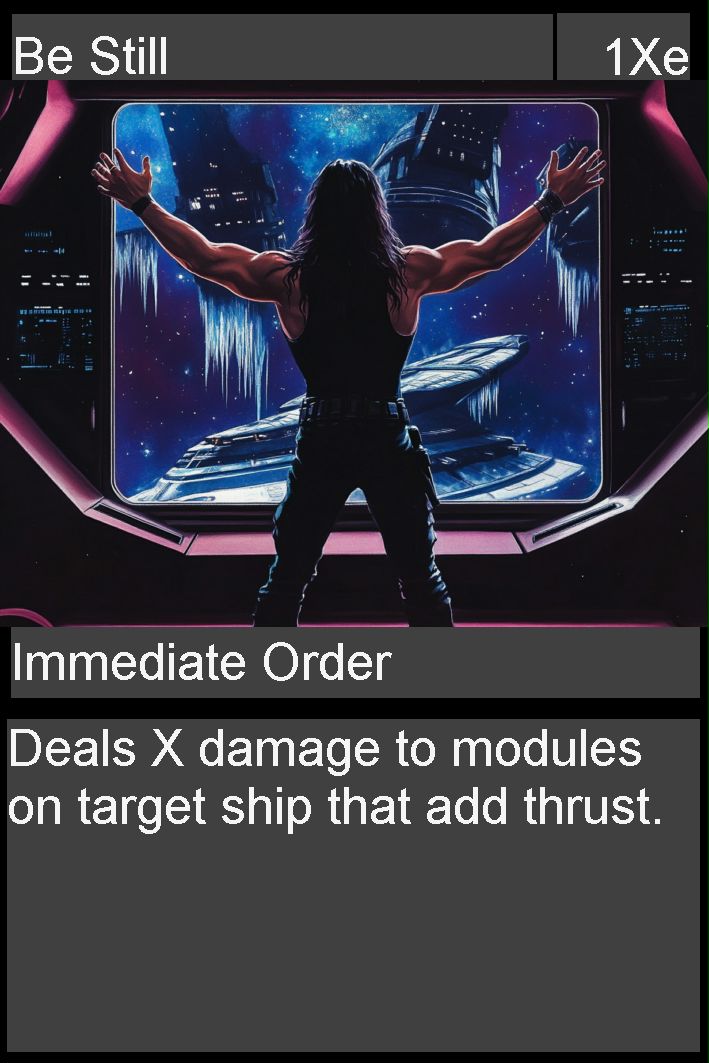 Be Still
1Xe
Immediate Order
Deals X damage to modules
on target ship that add thrust.